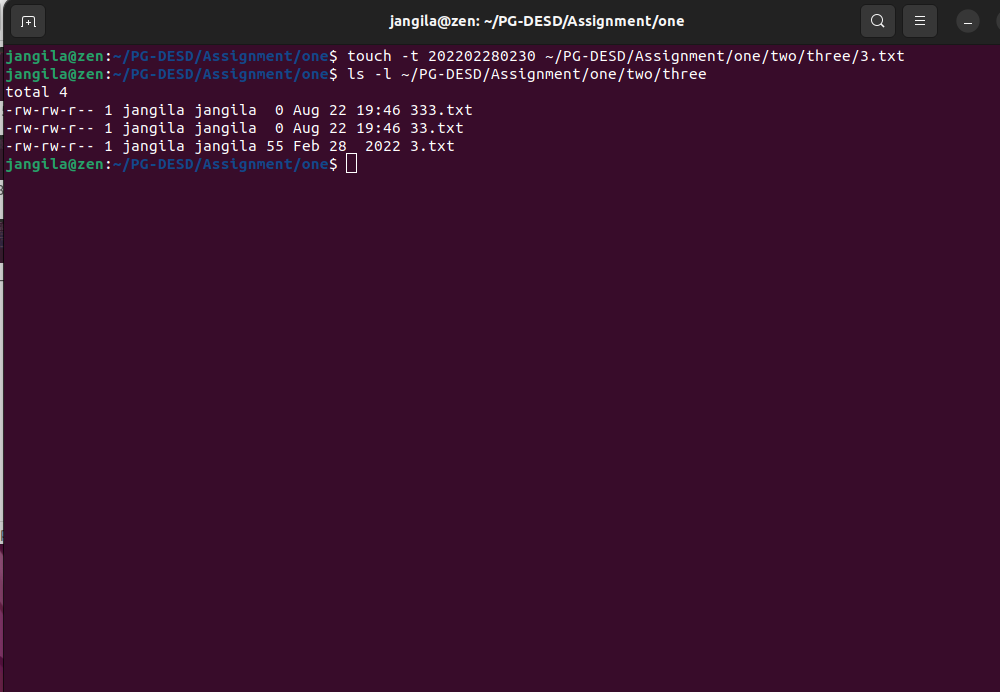 jangila@zen: ~/PG-DESD/Assignment/one
jangila@zen:~/PG-DESD/Assignment/one$ touch -t 202202280230 ~/PG-DESD/Assignment/one/two/three/3.txt
jangila@zen:~/PG-DESD/Assignment/one$ ls -l ~/PG-DESD/Assignment/one/two/three
total 4
-rw-rw-r-- 1 jangila jangila  0 Aug 22 19:46 333.txt
-rw-rw-r-- 1 jangila jangila  0 Aug 22 19:46 33.txt
-rw-rw-r-- 1 jangila jangila 55 Feb 28  2022 3.txt
jangila@zen:~/PG-DESD/Assignment/one$